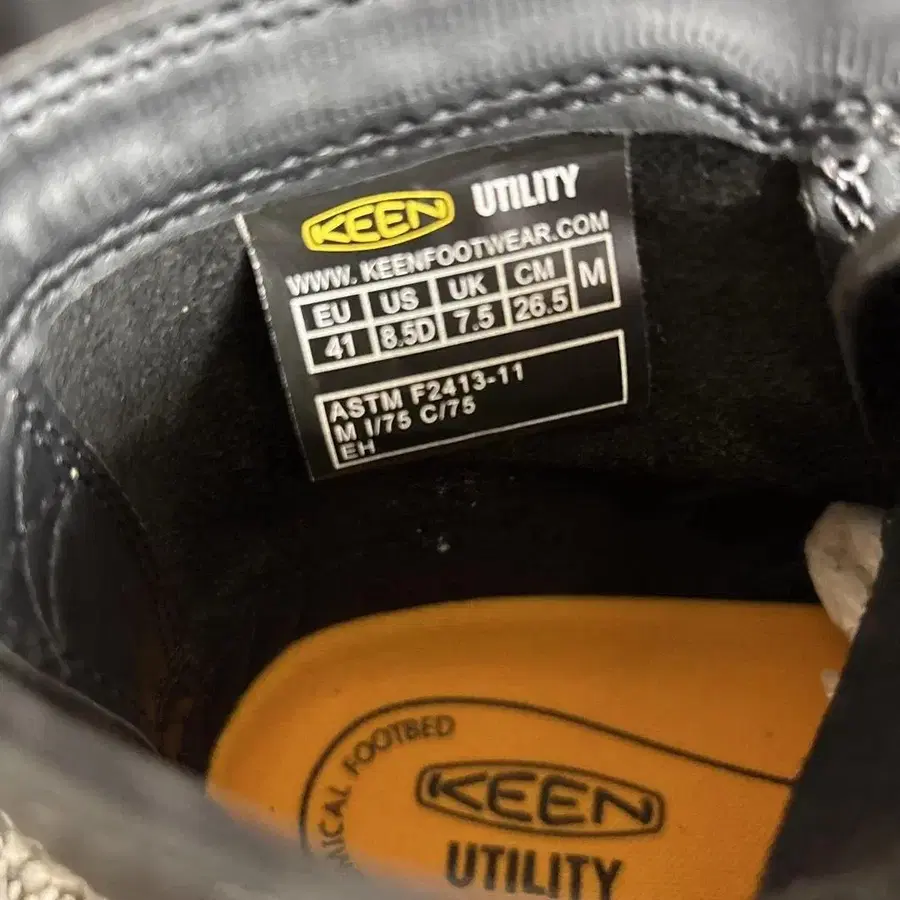 KEEN UTILITY
WWW.KEENFOOTWEAR.COM
EU US UK CM M
41 8.5D 7.5 26.5
ASTM F2413-11
M I/75 C/75
EH
FOOTBED
KEEN
UTILITY